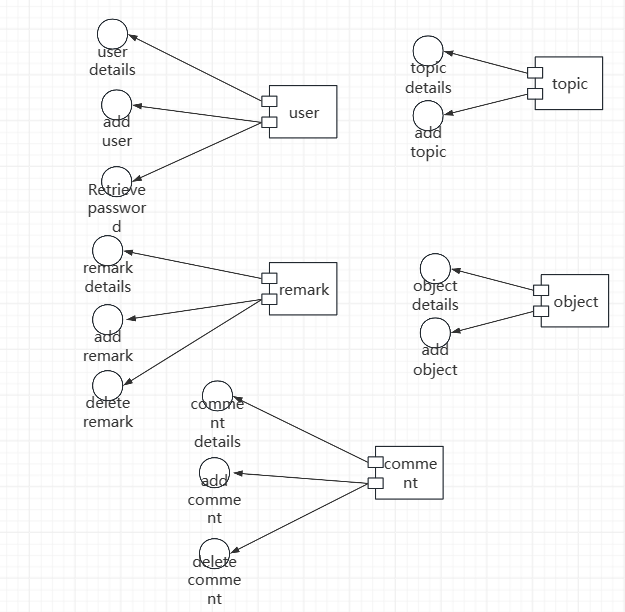 user
details
add
user
Retrieve
passwor
d
user
topic
details
add
topic
topic
remark
details
add
remark
delete
remark
remark
object
details
add
object
object
comme
nt
details
add
comme
nt
delete
comme
nt
comme
nt